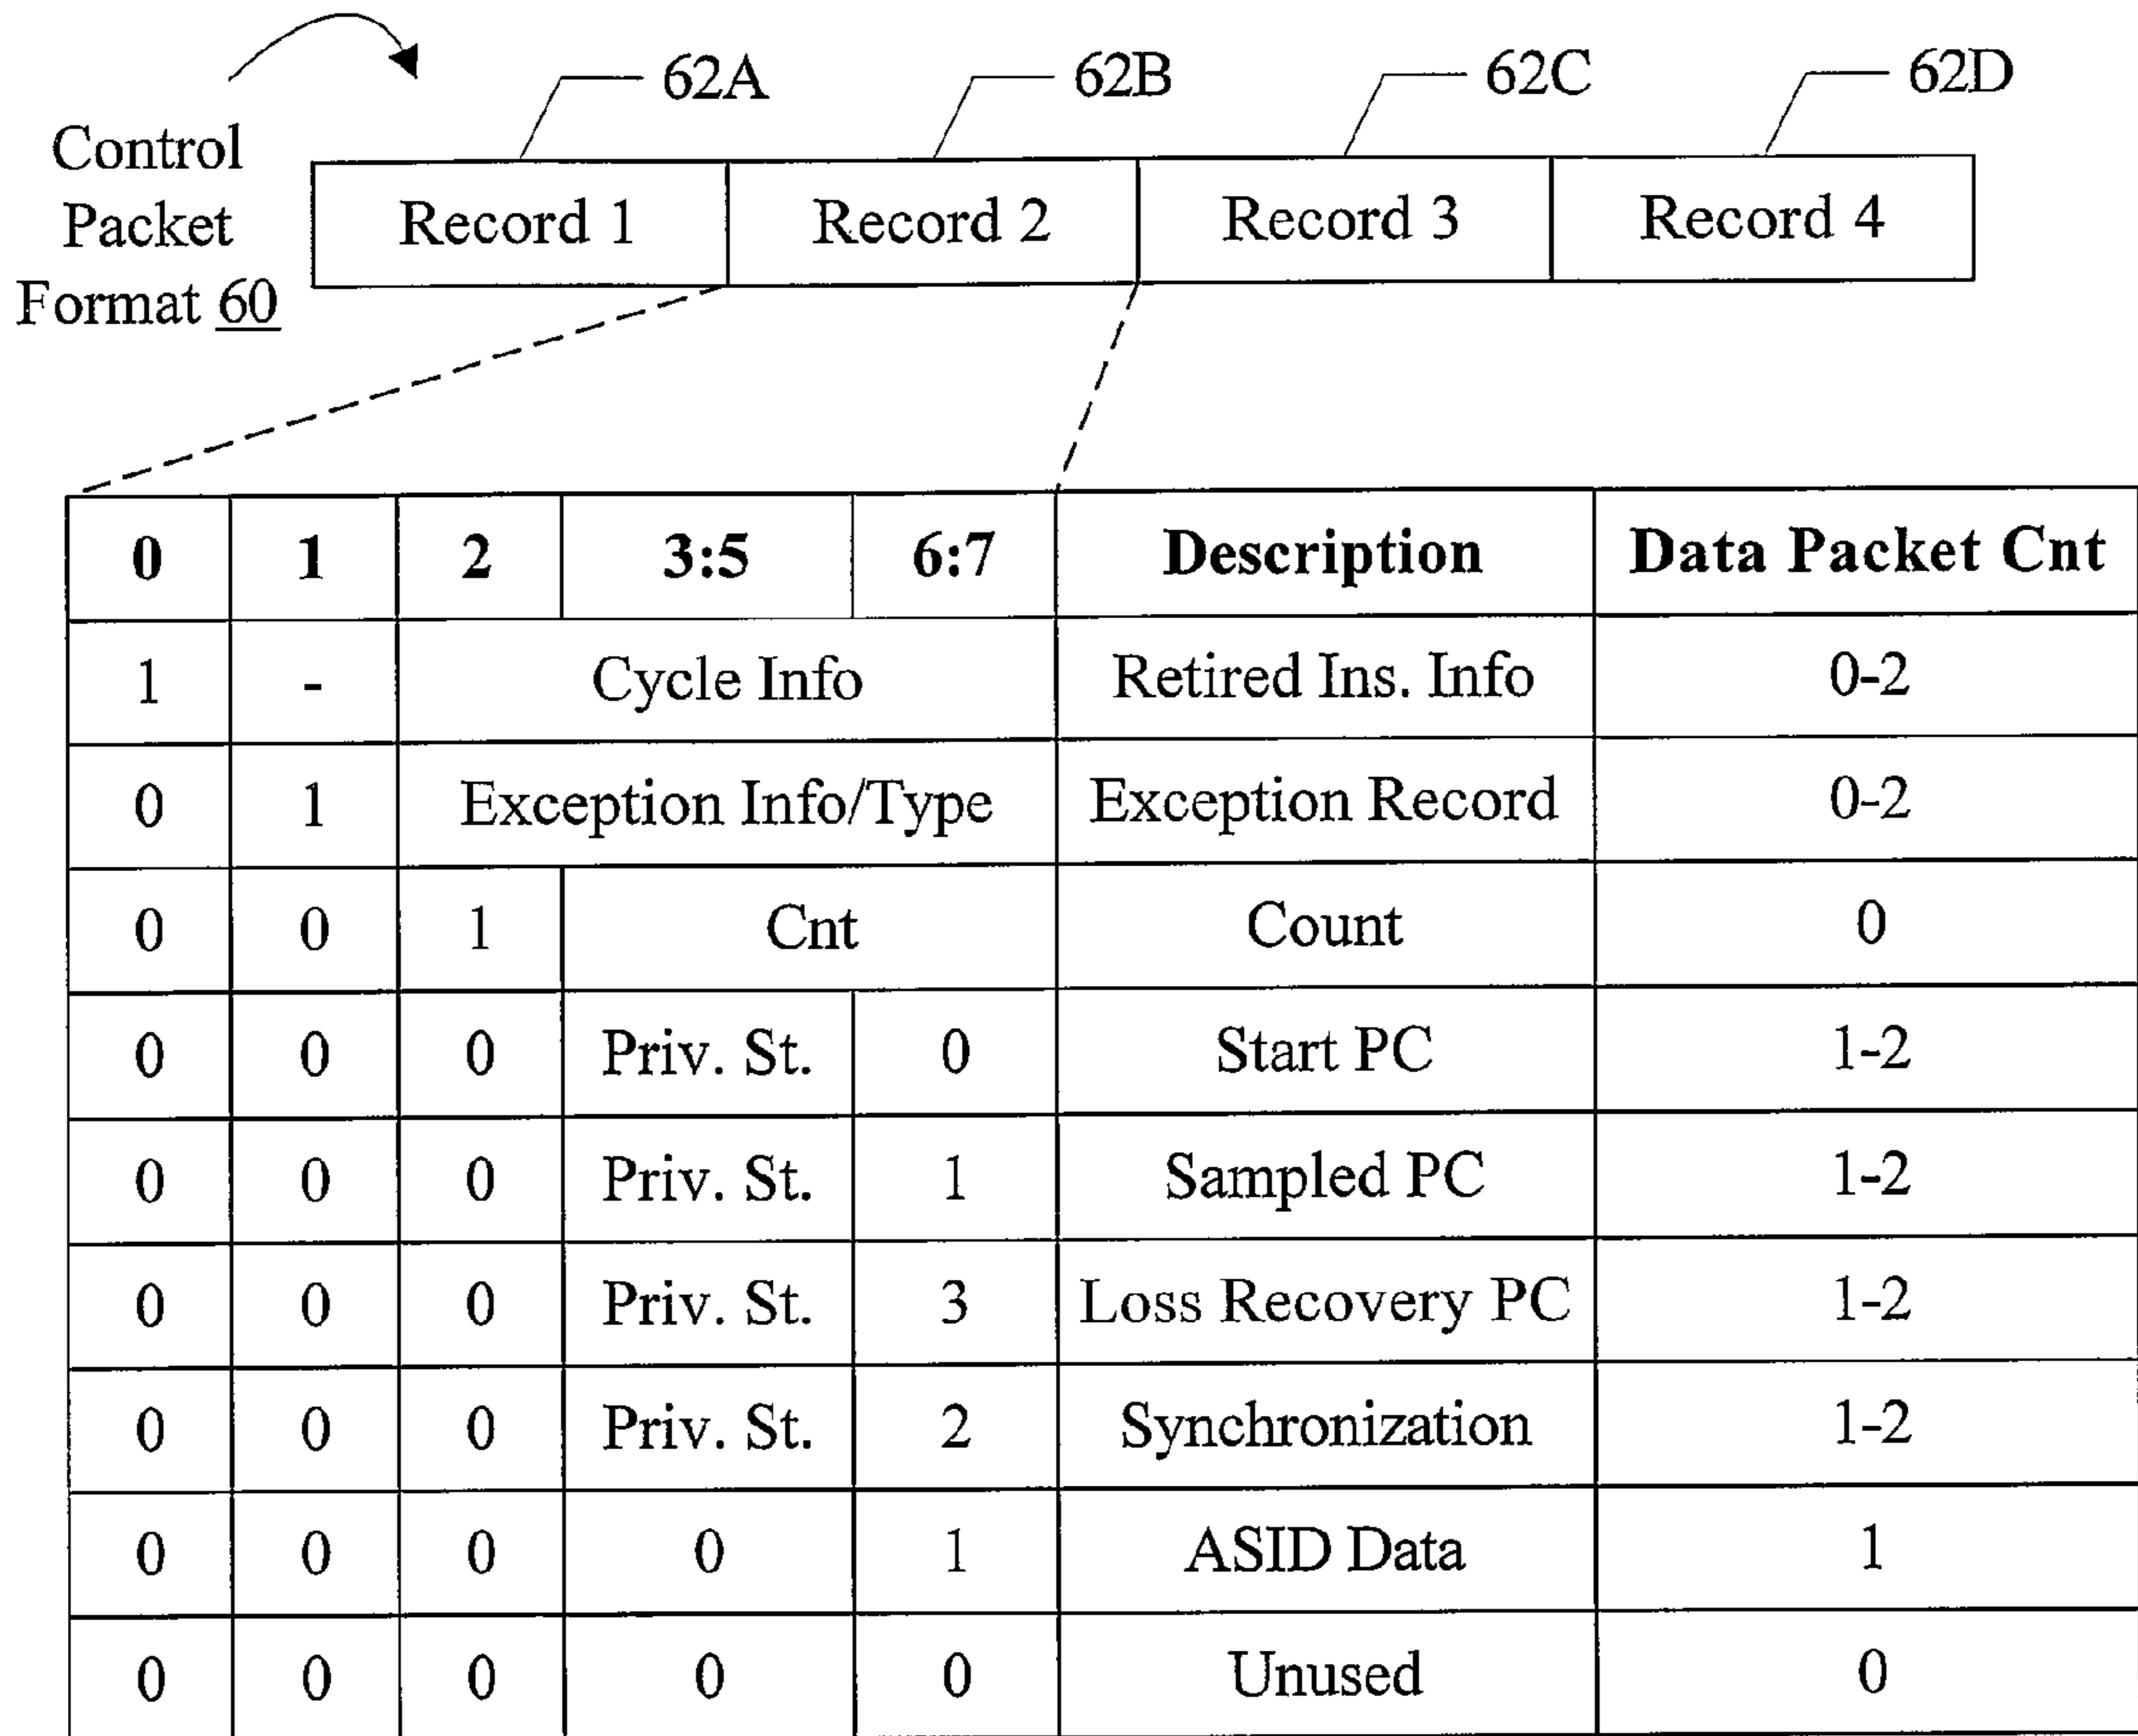 62A 62B 62C 62D
Control
Packet
Format 60
Record 1 Record 2 Record 3 Record 4
0 1 2 3:5 6:7 Description Data Packet Cnt
1 - Cycle Info Retired Ins. Info 0-2
0 1 Exception Info/Type Exception Record 0-2
0 0 1 Cnt Count 0
0 0 0 Priv. St. 0 Start PC 1-2
0 0 0 Priv. St. 1 Sampled PC 1-2
0 0 0 Priv. St. 3 Loss Recovery PC 1-2
0 0 0 Priv. St. 2 Synchronization 1-2
0 0 0 0 1 ASID Data 1
0 0 0 0 0 Unused 0